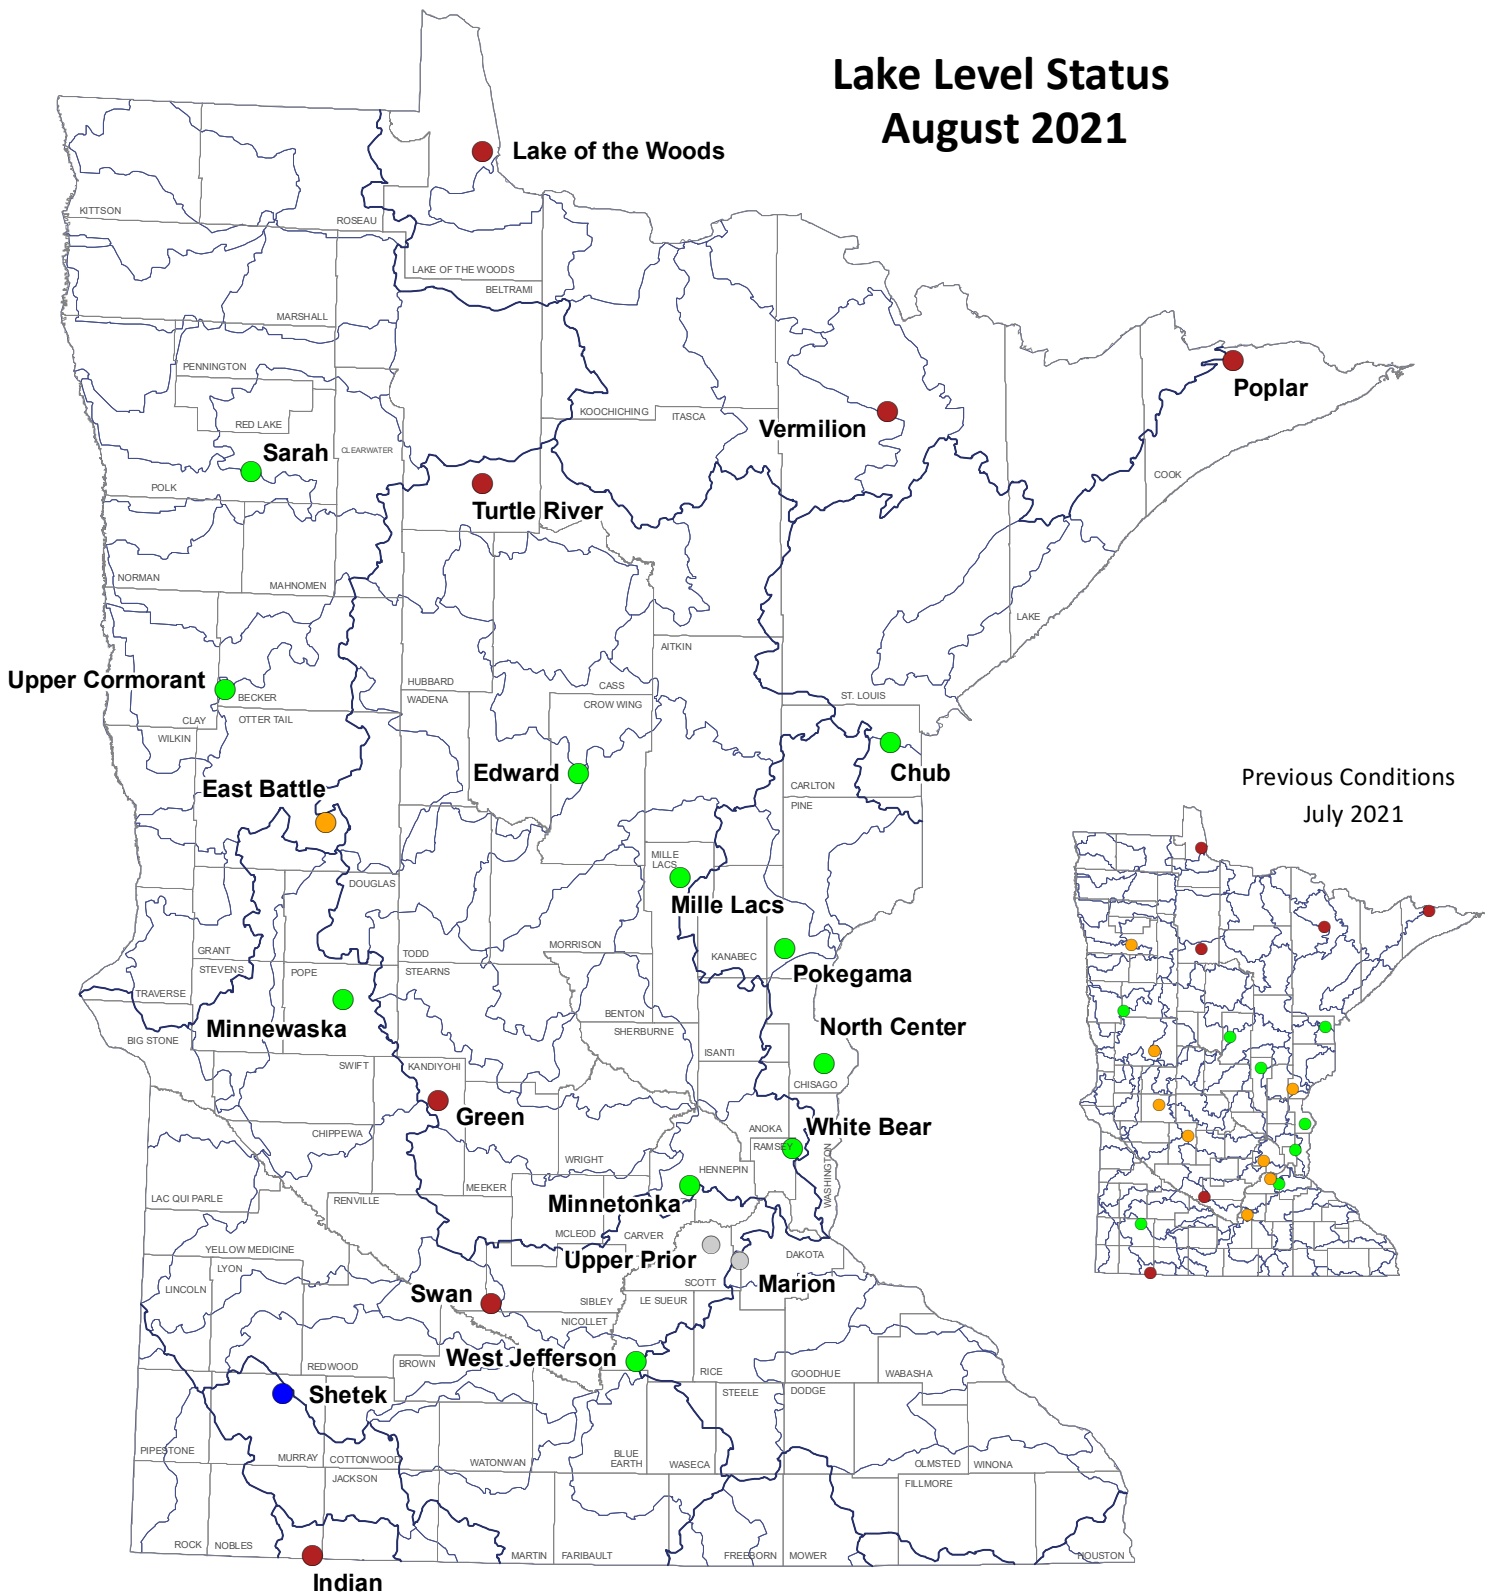 Lake Level Status
August 2021
Lake of the Woods
KITTSON
ROSEAU
LAKE OF THE WOODS
BELTRAMI
MARSHALL
PENNINGTON
Poplar
KOOCHICHING
ITASCA
RED LAKE
Vermilion
CLEARWATER
Sarah
COOK
POLK
Turtle River
NORMAN
MAHNOMEN
LAKE
AITKIN
Upper Cormorant
HUBBARD
CASS
BECKER
WADENA
CROW WING
ST. LOUIS
CLAY
OTTER TAIL
WILKIN
Edward
Chub
Previous Conditions
July 2021
East Battle
CARLTON
PINE
MILLE
LACS
DOUGLAS
Mille Lacs
GRANT
TODD
MORRISON
KANABEC
STEVENS
POPE
STEARNS
Pokegama
TRAVERSE
BENTON
Minnewaska
SHERBURNE
North Center
BIG STONE
ISANTI
SWIFT
KANDIYOHI
CHISAGO
Green
CHIPPEWA
ANOKA
White Bear
RAMSEY
WRIGHT
HENNEPIN
WASHINGTON
LAC QUI PARLE
RENVILLE
MEEKER
Minnetonka
MCLEOD
CARVER
YELLOW MEDICINE
Upper Prior
DAKOTA
LYON
SCOTT
Marion
LINCOLN
Swan
SIBLEY
LE SUEUR
NICOLLET
West Jefferson
REDWOOD
BROWN
RICE
GOODHUE
WABASHA
Shetek
STEELE
DODGE
PIPESTONE
MURRAY
COTTONWOOD
WATONWAN
BLUE
EARTH
WASECA
OLMSTED
WINONA
JACKSON
FILLMORE
ROCK
NOBLES
MARTIN
FARIBAULT
FREEBORN
MOWER
HOUSTON
Indian